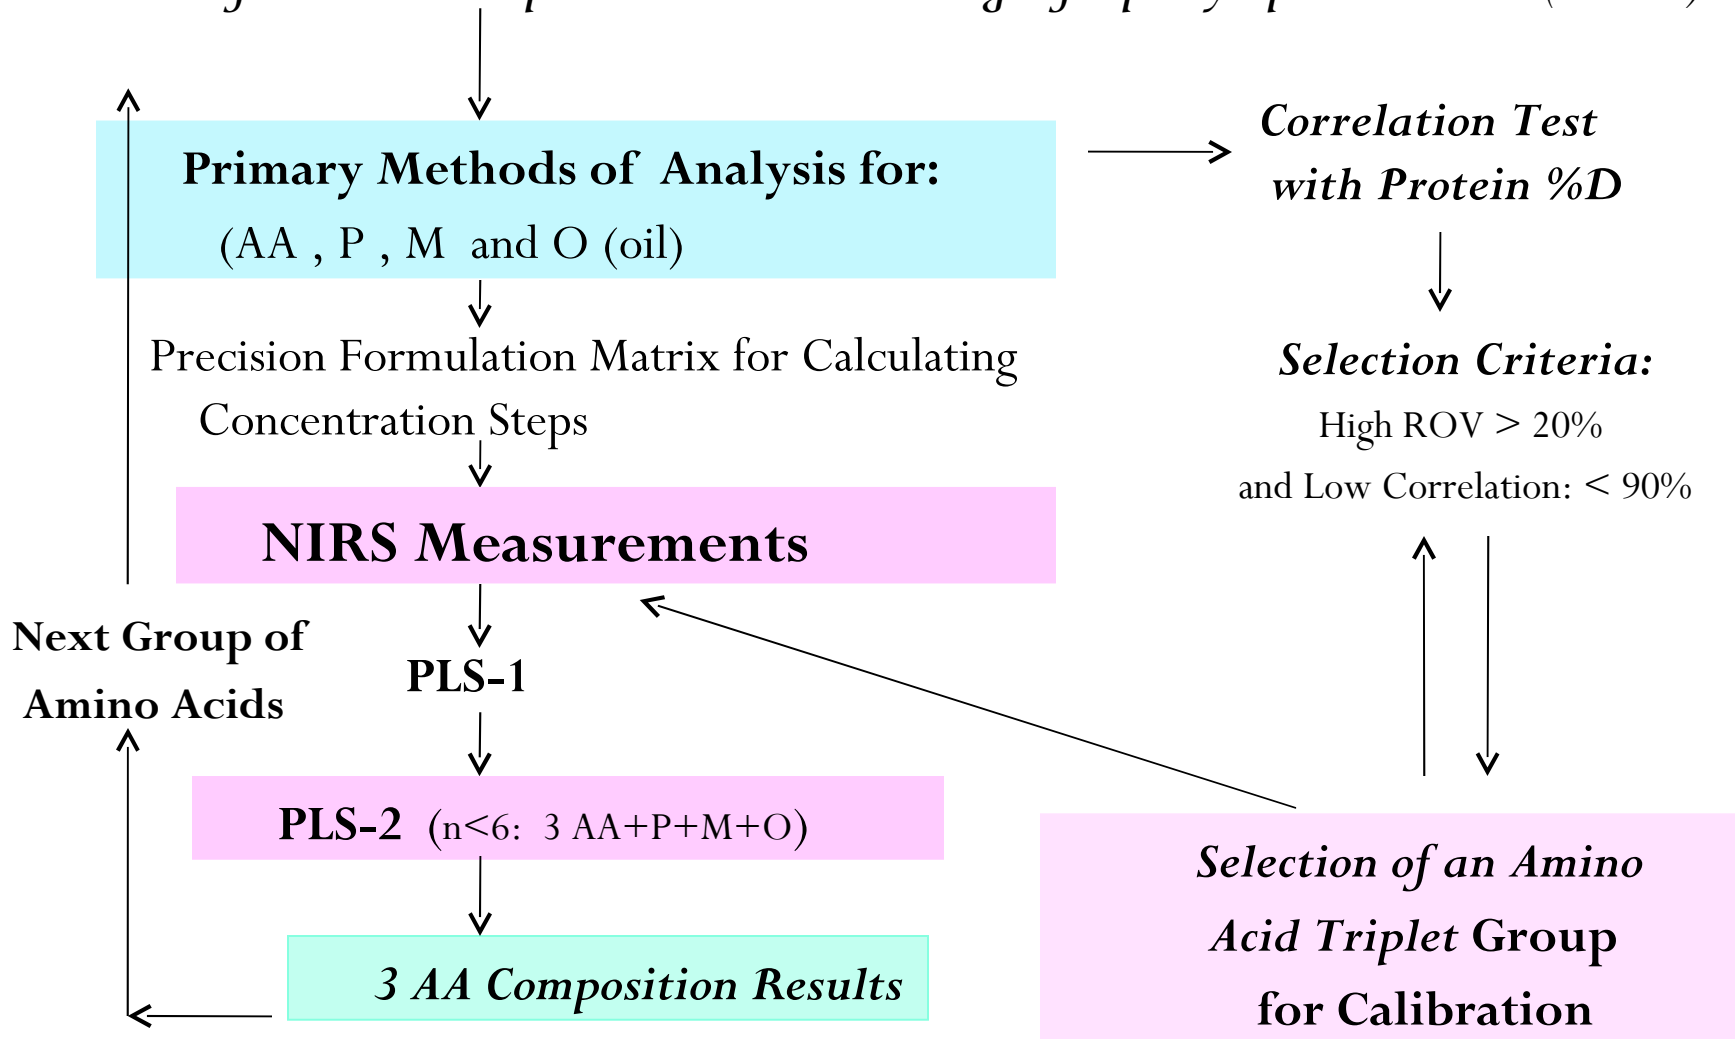 Primary Methods of Analysis for:
(AA , P , M and O (oil)
Correlation Test
with Protein %D
Precision Formulation Matrix for Calculating
Concentration Steps
Selection Criteria:
High ROV > 20%
and Low Correlation: < 90%
NIRS Measurements
Next Group of
Amino Acids
PLS-1
PLS-2 (n<6: 3 AA+P+M+O)
3 AA Composition Results
Selection of an Amino
Acid Triplet Group
for Calibration